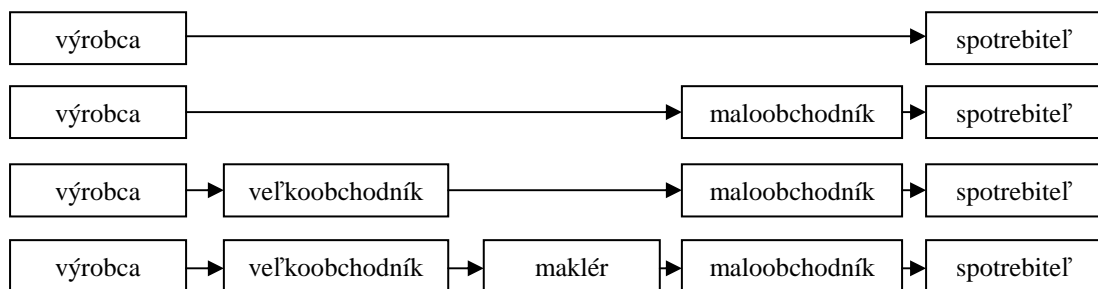 výrobca spotrebiteľ
výrobca maloobchodník spotrebiteľ
výrobca veľkoobchodník maloobchodník spotrebiteľ
výrobca veľkoobchodník maklér maloobchodník spotrebiteľ